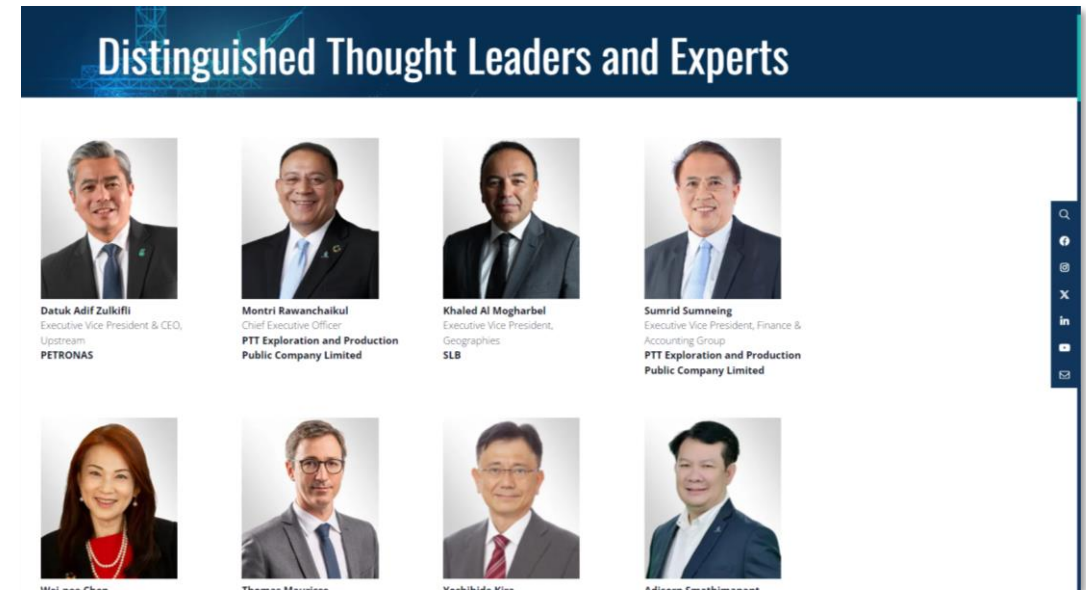 Distinguished Thought Leaders and Experts
Datuk Adif Zulkifli
Executive Vice President & CEO,
Upstream
PETRONAS
Montri Rawanchaikul
Chief Executive Officer
PTT Exploration and Production
Public Company Limited
Khaled Al Mogharbel
Executive Vice President,
Geographies
SLB
Sumrid Sumneing
Executive Vice President, Finance &
Accounting Group
PTT Exploration and Production
Public Company Limited